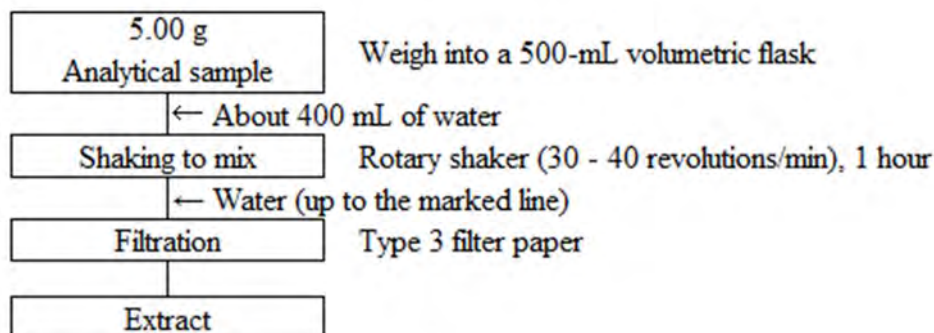 5.00 g
Analytical sample
Weigh into a 500-mL volumetric flask
← About 400 mL of water
Shaking to mix
Rotary shaker (30 - 40 revolutions/min), 1 hour
← Water (up to the marked line)
Filtration
Type 3 filter paper
Extract